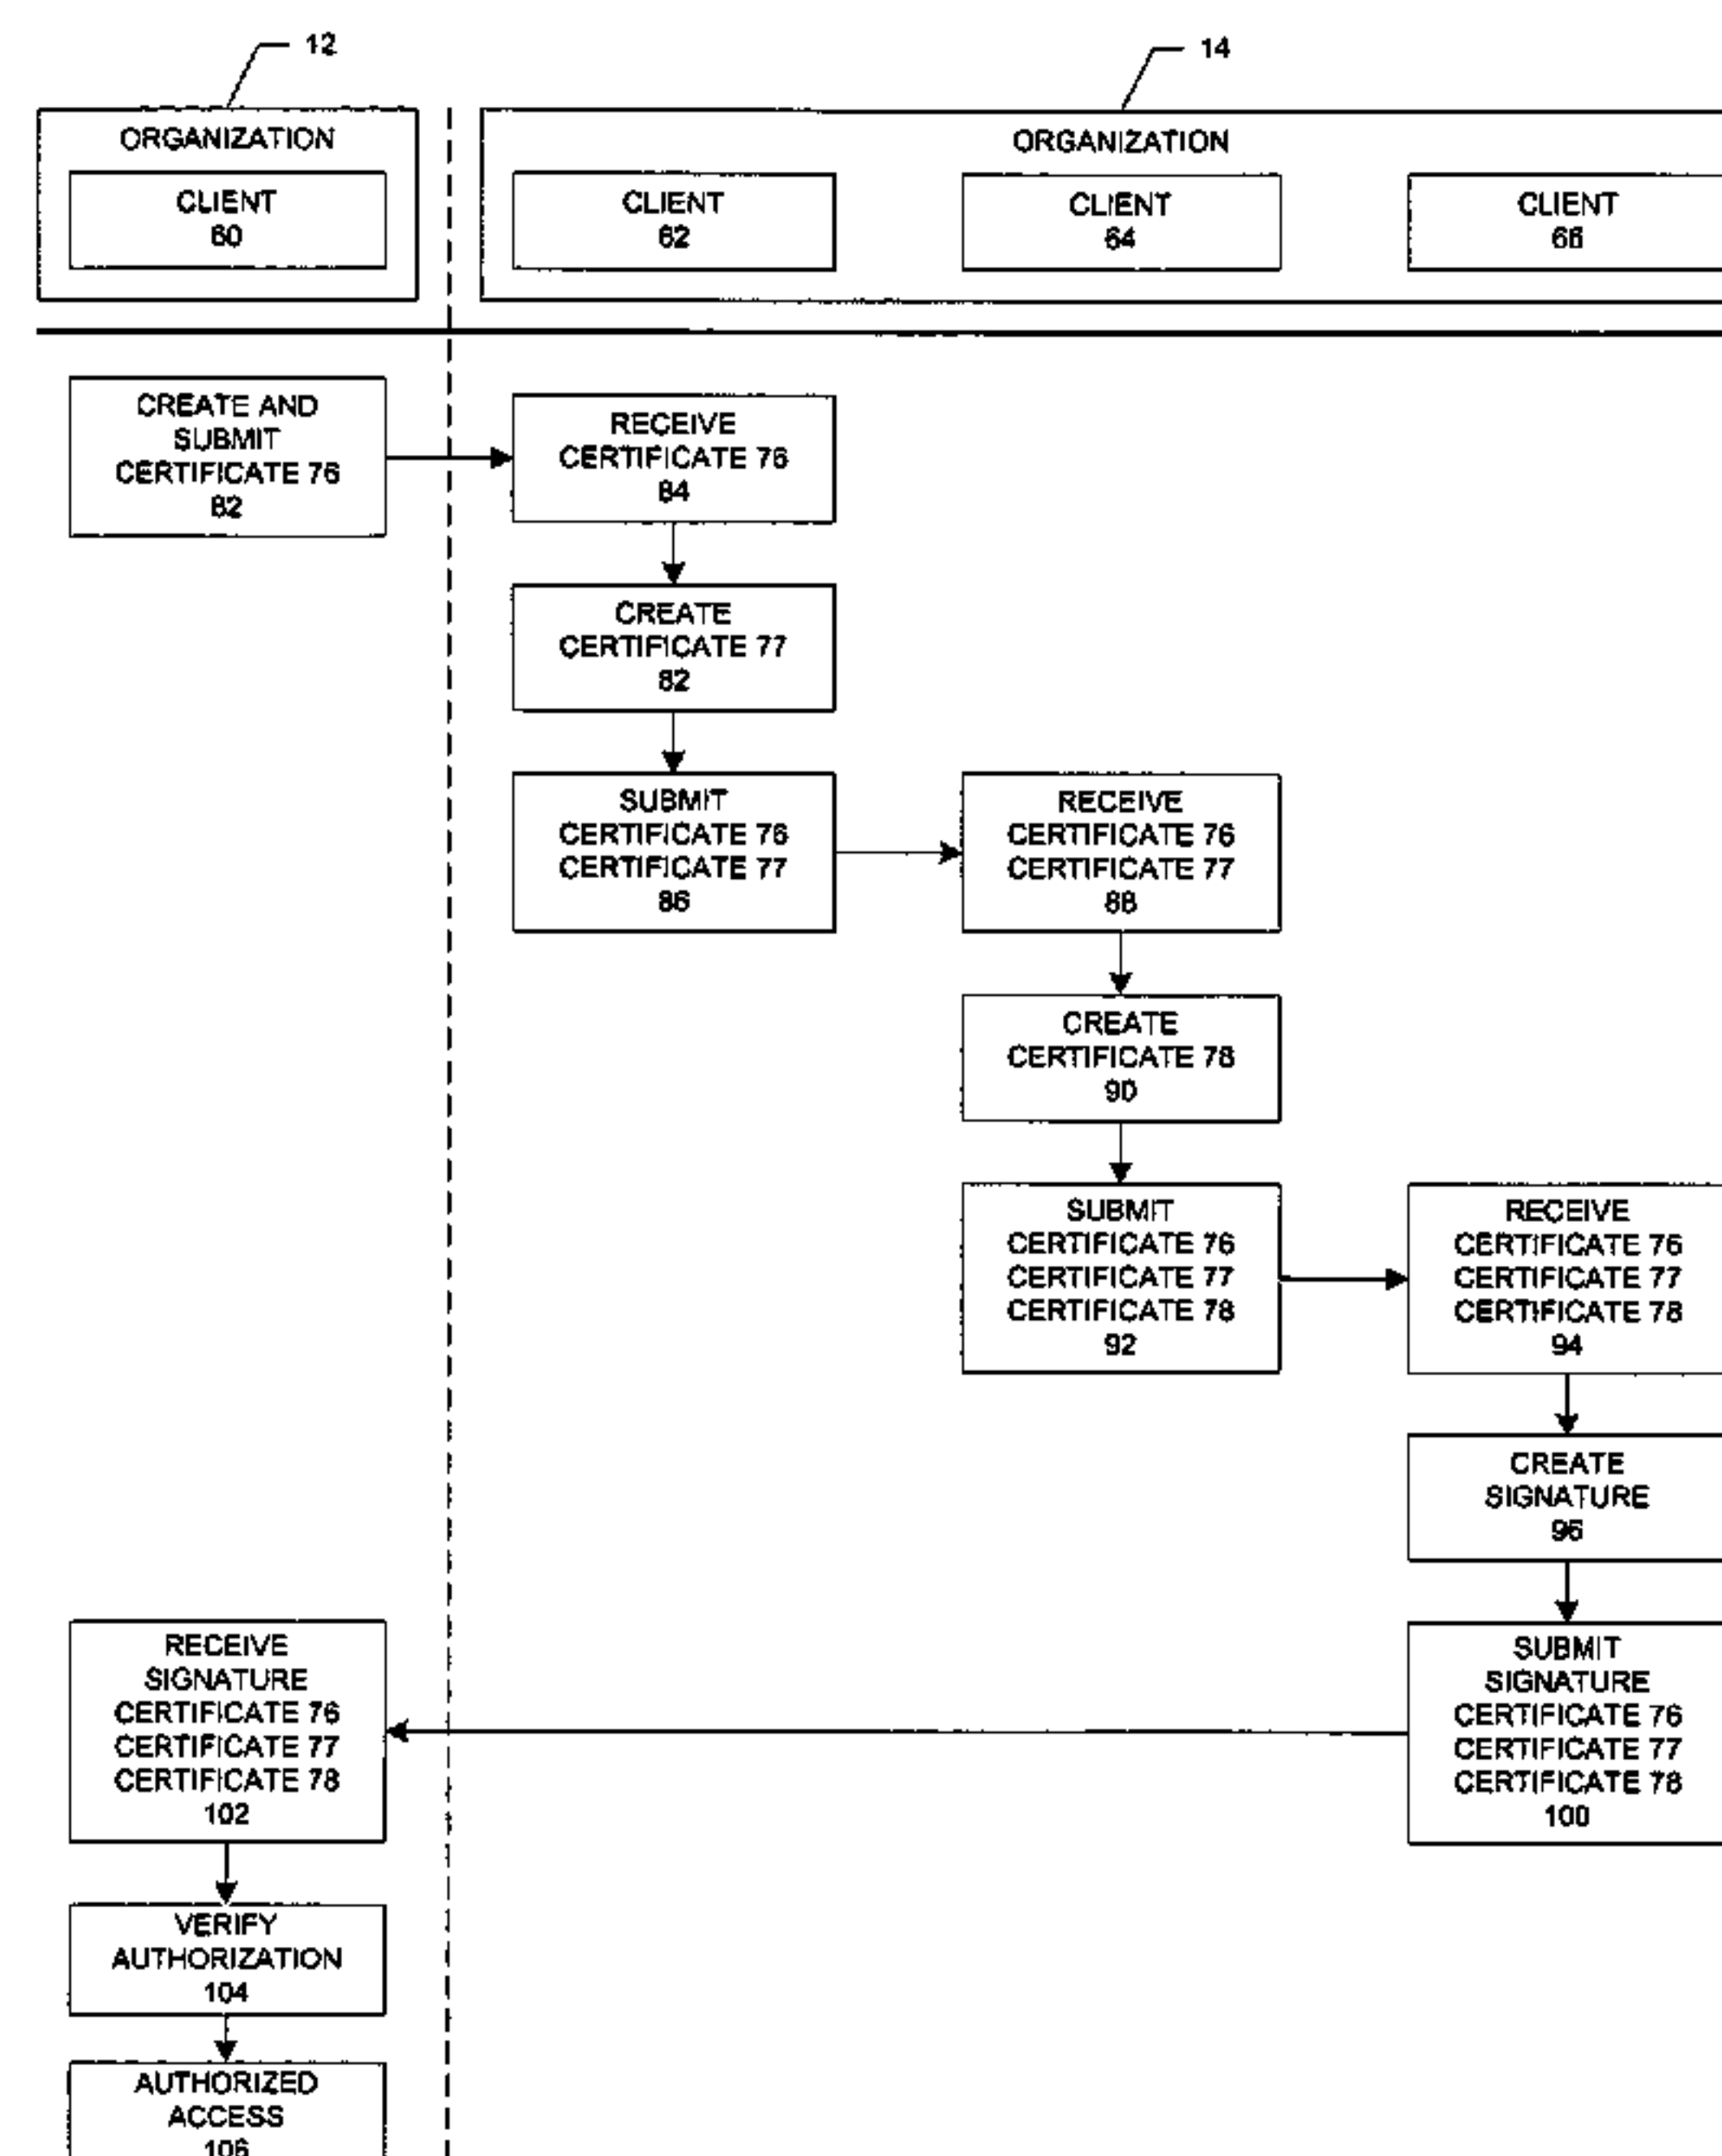 12
14
ORGANIZATION
ORGANIZATION
CLIENT
60
CLIENT
62
CLIENT
64
CLIENT
66
CREATE AND
SUBMIT
CERTIFICATE 76
82
RECEIVE
CERTIFICATE 76
84
CREATE
CERTIFICATE 77
82
SUBMIT
CERTIFICATE 76
CERTIFICATE 77
86
RECEIVE
CERTIFICATE 76
CERTIFICATE 77
88
CREATE
CERTIFICATE 78
90
SUBMIT
CERTIFICATE 76
CERTIFICATE 77
CERTIFICATE 78
92
RECEIVE
CERTIFICATE 76
CERTIFICATE 77
CERTIFICATE 78
94
CREATE
SIGNATURE
96
SUBMIT
SIGNATURE
CERTIFICATE 76
CERTIFICATE 77
CERTIFICATE 78
100
RECEIVE
SIGNATURE
CERTIFICATE 76
CERTIFICATE 77
CERTIFICATE 78
102
VERIFY
AUTHORIZATION
104
AUTHORIZED
ACCESS
106